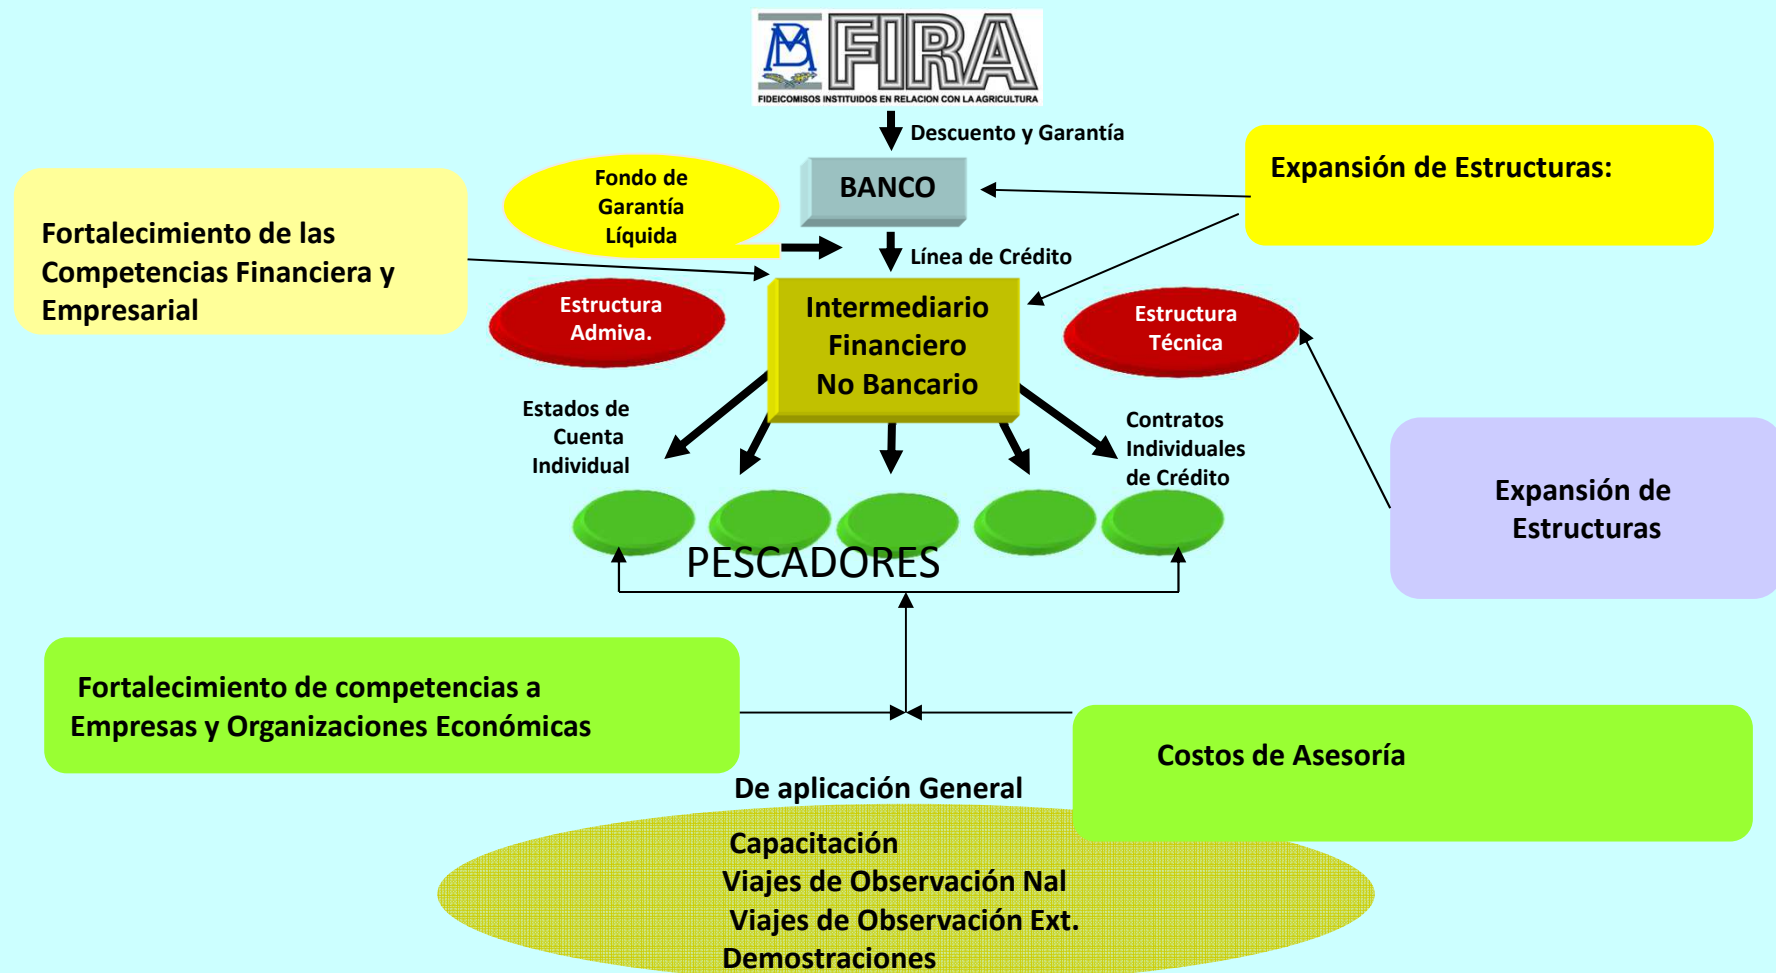 FIRA
FIDEICOMISOS INSTITUIDOS EN RELACION CON LA AGRICULTURA
Descuento y Garantía
BANCO
Expansión de Estructuras:
Fondo de
Garantía
Líquida
Fortalecimiento de las
Competencias Financiera y
Empresarial
Línea de Crédito
Estructura
Admiva.
Intermediario
Financiero
No Bancario
Estructura
Técnica
Estados de
Cuenta
Individual
Contratos
Individuales
de Crédito
Expansión de
Estructuras
PESCADORES
Fortalecimiento de competencias a
Empresas y Organizaciones Económicas
Costos de Asesoría
De aplicación General
Capacitación
Viajes de Observación Nal
Viajes de Observación Ext.
Demostraciones